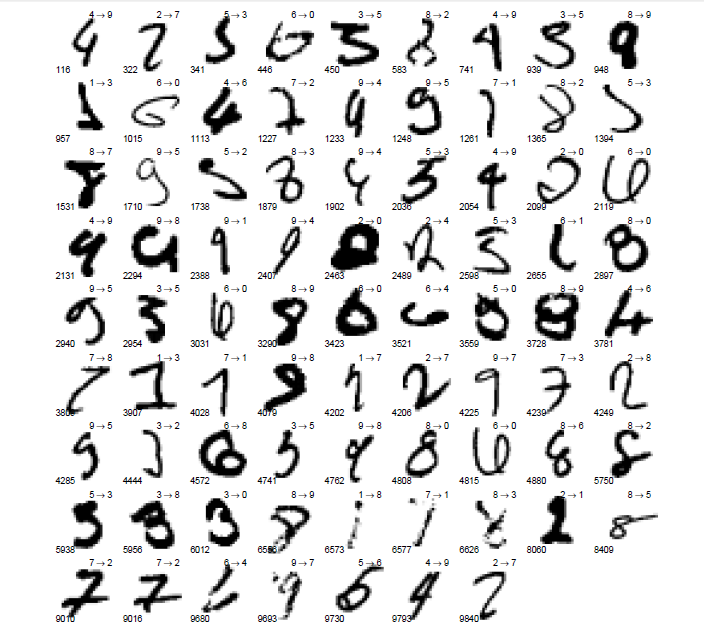 4→9 2→7 5→3 6→0 3→5 8→2 4→9 3→5 8→9
116 322 341 446 450 583 741 939 948
1→3 6→0 4→6 7→2 9→4 9→5 7→1 8→2 5→3
957 1015 1113 1227 1233 1248 1261 1365 1394
8→7 9→5 5→2 8→3 9→4 5→3 4→9 2→0 6→0
1531 1710 1738 1879 1902 2036 2054 2099 2119
4→9 9→8 9→1 9→4 2→0 2→4 5→3 6→1 8→0
2131 2294 2388 2407 2463 2489 2598 2655 2897
9→5 3→5 6→0 8→9 6→0 6→4 5→0 8→9 4→6
2940 2954 3031 3290 3423 3521 3559 3728 3781
7→8 1→3 7→1 9→8 1→7 2→7 9→7 7→3 2→8
3809 3907 4028 4079 4202 4206 4225 4239 4249
9→5 3→2 6→8 3→5 9→8 8→0 6→0 8→6 8→2
4285 4444 4572 4741 4762 4808 4815 4880 5750
5→3 3→8 3→0 8→9 1→8 7→1 8→3 2→1 8→5
5938 5956 6012 6556 6573 6577 6626 8060 8409
7→2 7→2 6→4 9→7 5→6 4→9 2→7
9010 9016 9680 9693 9730 9793 9840